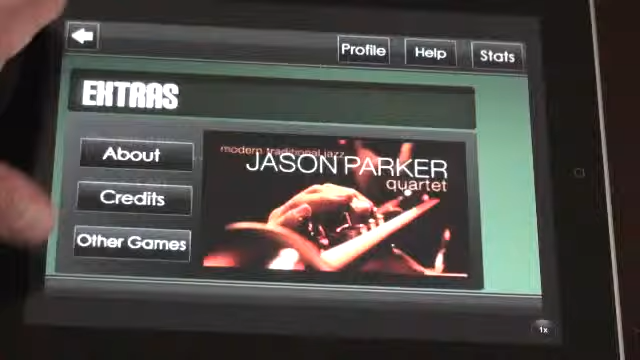 Profile
Help
Stats
EXTRAS
About
Credits
Other Games
modern traditional jazz
JASON PARKER
quartet
1x